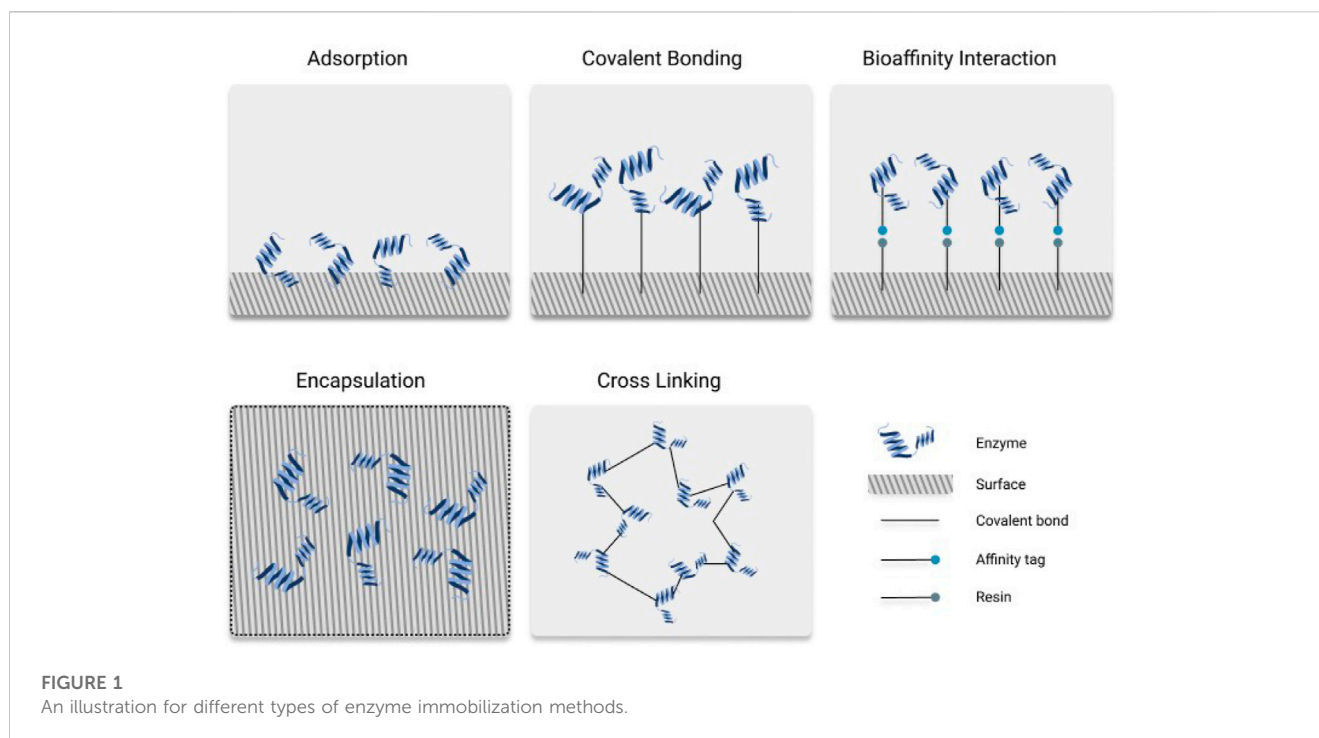 Adsorption
Covalent Bonding
Bioaffinity Interaction
Encapsulation
Cross Linking
Enzyme
Surface
Covalent bond
Affinity tag
Resin
FIGURE 1
An illustration for different types of enzyme immobilization methods.